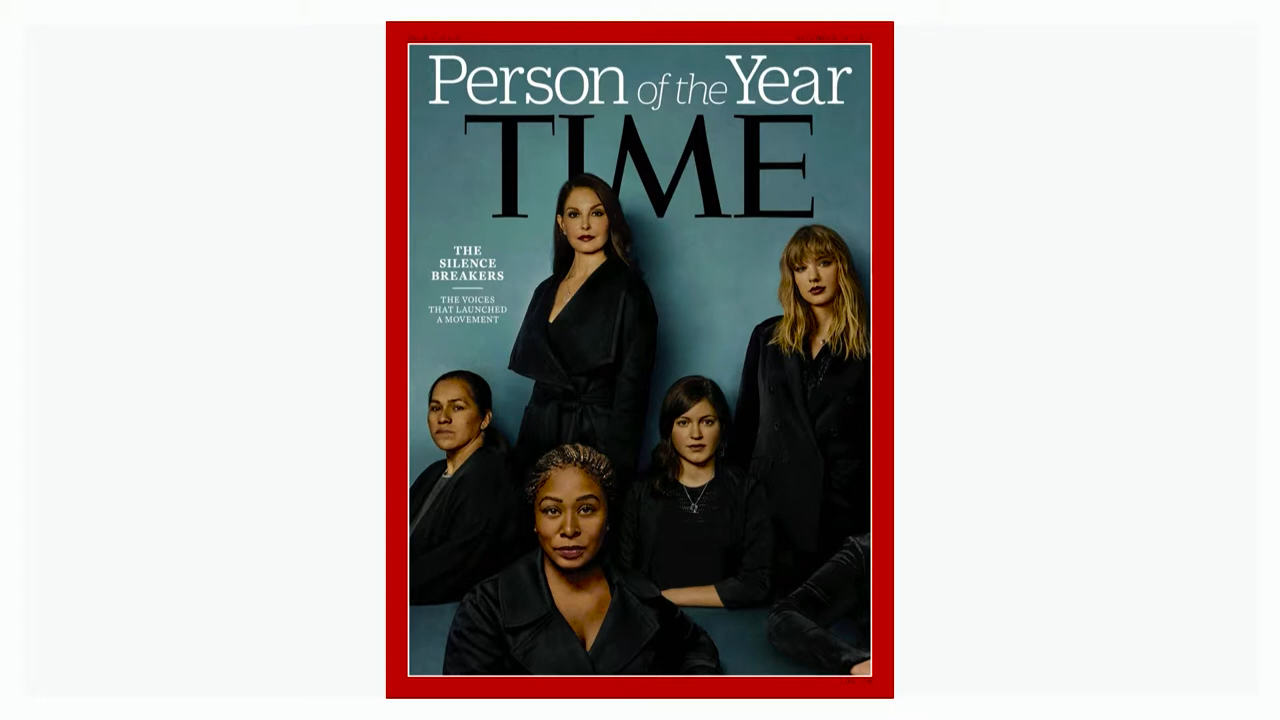 Person of the Year
TIME
THE
SILENCE
BREAKERS
THE VOICES
THAT LAUNCHED
A MOVEMENT